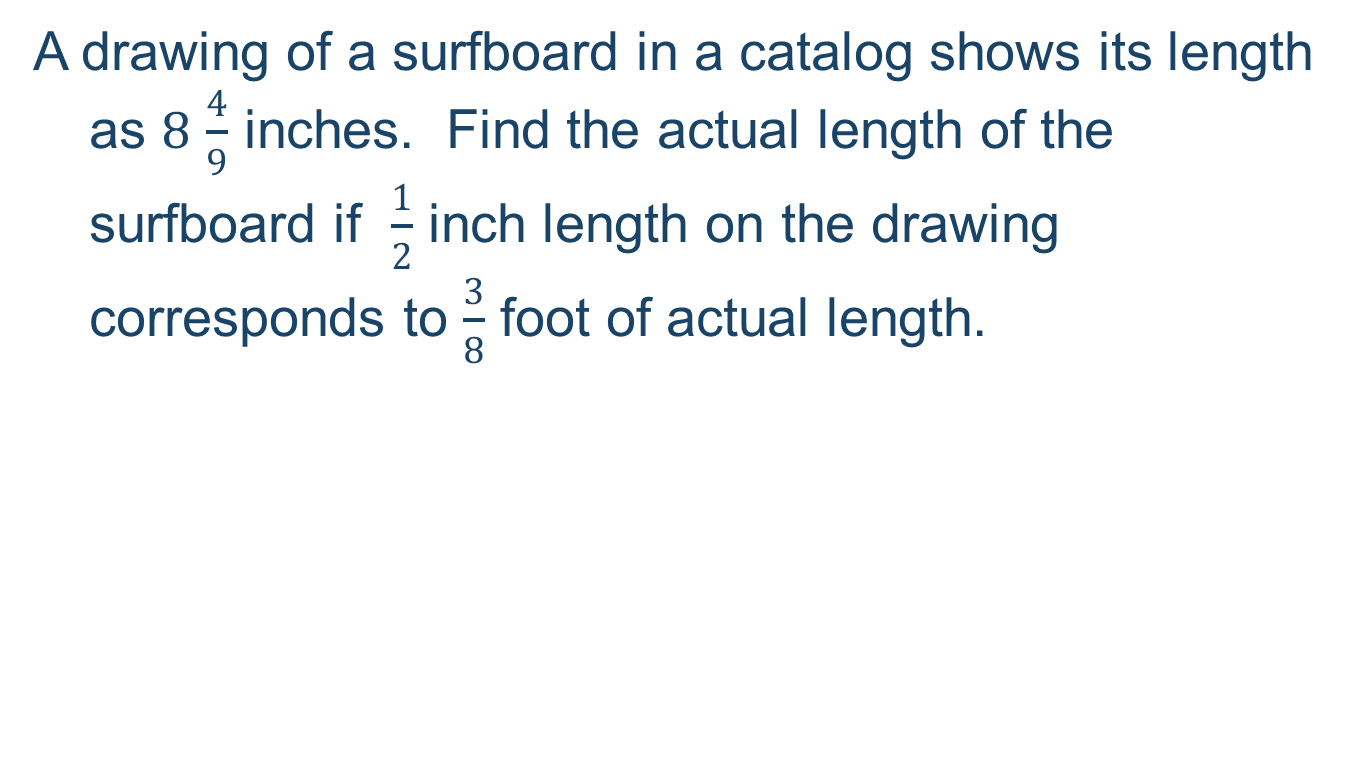 A drawing of a surfboard in a catalog shows its length
as 8 4/9 inches.  Find the actual length of the
surfboard if  1/2 inch length on the drawing
corresponds to 3/8 foot of actual length.